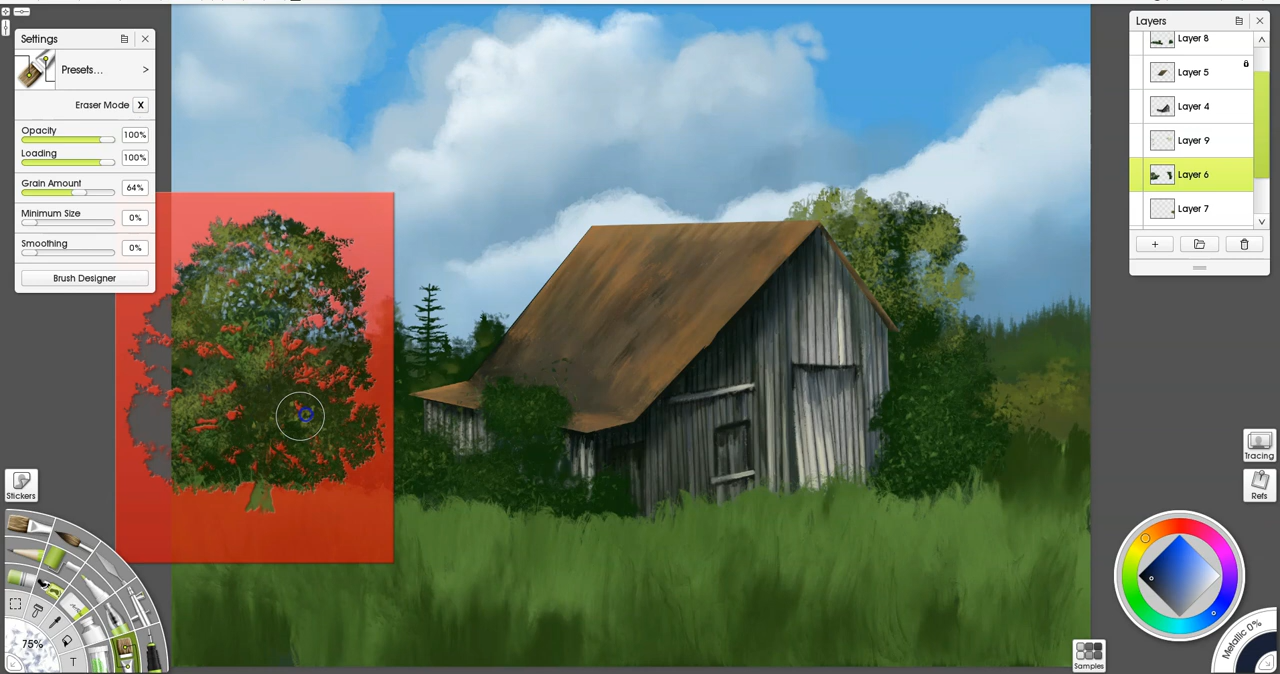 Settings
Presets... >
Eraser Mode X
Opacity 100%
Loading 100%
Grain Amount 64%
Minimum Size 0%
Smoothing 0%
Brush Designer
Stickers
75%
T
Layers
Layer 8
Layer 5
Layer 4
Layer 9
Layer 6
Layer 7
Tracing
Refs
Samples
Metallic 0%